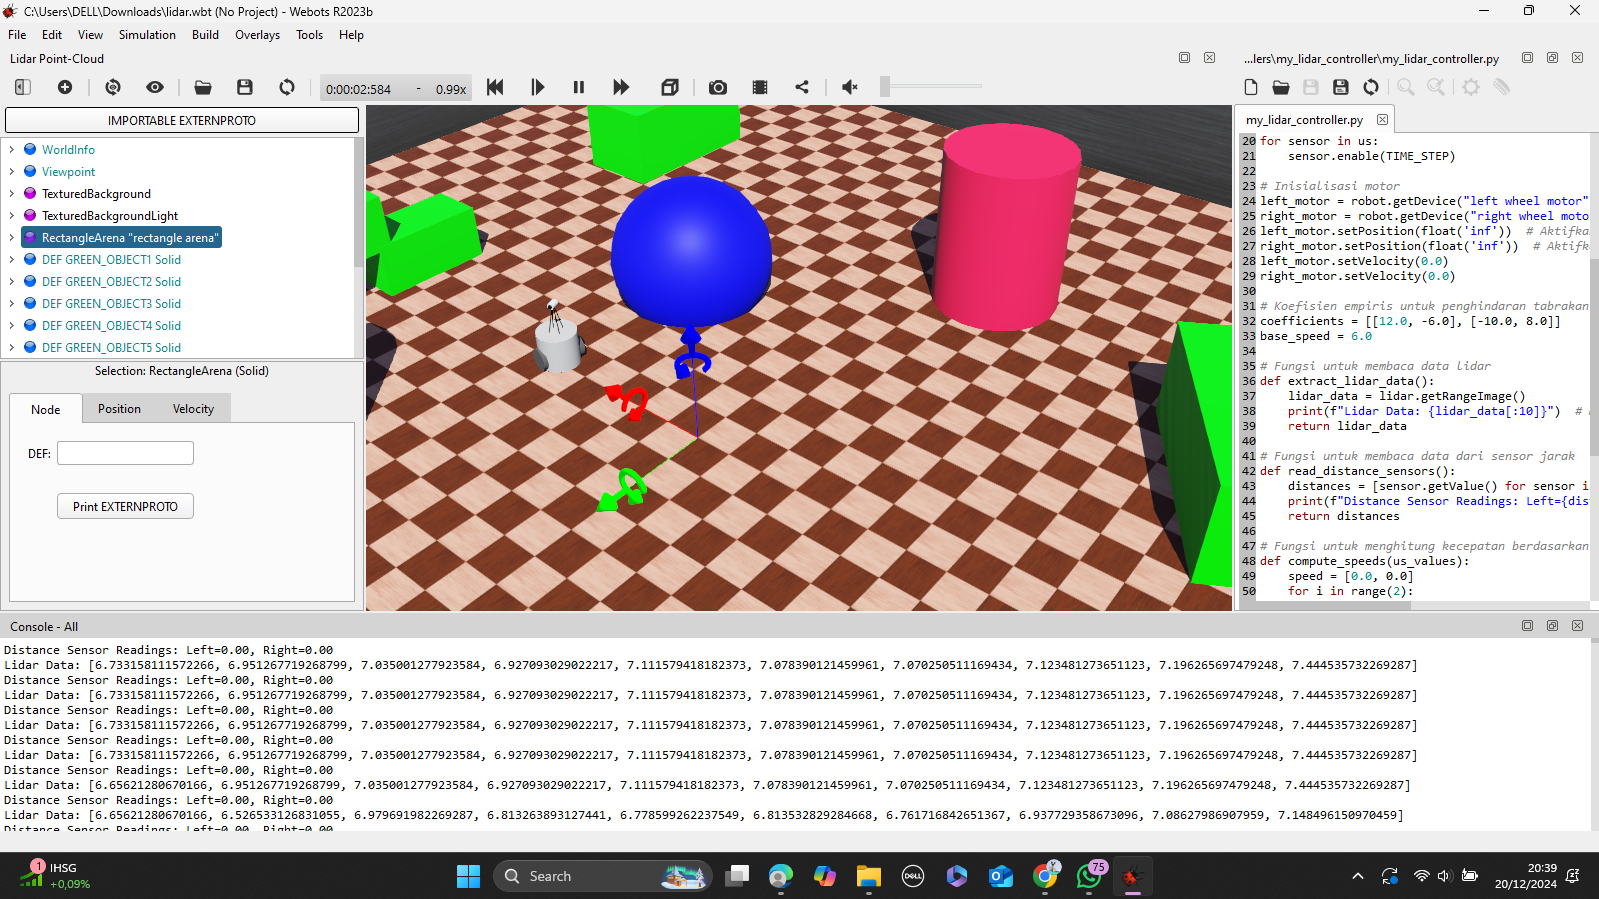 C:\Users\DELL\Downloads\lidar.wbt (No Project) - Webots R2023b
File Edit View Simulation Build Overlays Tools Help
Lidar Point-Cloud
...lers\my_lidar_controller\my_lidar_controller.py
0:00:02:584 - 0.99x
IMPORTABLE EXTERNPROTO
WorldInfo
Viewpoint
TexturedBackground
TexturedBackgroundLight
RectangleArena "rectangle arena"
DEF GREEN_OBJECT1 Solid
DEF GREEN_OBJECT2 Solid
DEF GREEN_OBJECT3 Solid
DEF GREEN_OBJECT4 Solid
DEF GREEN_OBJECT5 Solid
Selection: RectangleArena (Solid)
Node Position Velocity
DEF:
Print EXTERNPROTO
my_lidar_controller.py
20 for sensor in us:
21 sensor.enable(TIME_STEP)
22
23 # Inisialisasi motor
24 left_motor = robot.getDevice("left wheel motor"
25 right_motor = robot.getDevice("right wheel moto
26 left_motor.setPosition(float('inf')) # Aktifka
27 right_motor.setPosition(float('inf')) # Aktifk
28 left_motor.setVelocity(0.0)
29 right_motor.setVelocity(0.0)
30
31 # Koefisien empiris untuk penghindaran tabrakan
32 coefficients = [[12.0, -6.0], [-10.0, 8.0]]
33 base_speed = 6.0
34
35 # Fungsi untuk membaca data lidar
36 def extract_lidar_data():
37 lidar_data = lidar.getRangeImage()
38 print(f"Lidar Data: {lidar_data[:10]}") #
39 return lidar_data
40
41 # Fungsi untuk membaca data dari sensor jarak
42 def read_distance_sensors():
43 distances = [sensor.getValue() for sensor i
44 print(f"Distance Sensor Readings: Left={dis
45 return distances
46
47 # Fungsi untuk menghitung kecepatan berdasarkan
48 def compute_speeds(us_values):
49 speed = [0.0, 0.0]
50 for i in range(2):
Console - All
Distance Sensor Readings: Left=0.00, Right=0.00
Lidar Data: [6.733158111572266, 6.951267719268799, 7.035001277923584, 6.927093029022217, 7.111579418182373, 7.078390121459961, 7.070250511169434, 7.123481273651123, 7.196265697479248, 7.444535732269287]
Distance Sensor Readings: Left=0.00, Right=0.00
Lidar Data: [6.733158111572266, 6.951267719268799, 7.035001277923584, 6.927093029022217, 7.111579418182373, 7.078390121459961, 7.070250511169434, 7.123481273651123, 7.196265697479248, 7.444535732269287]
Distance Sensor Readings: Left=0.00, Right=0.00
Lidar Data: [6.733158111572266, 6.951267719268799, 7.035001277923584, 6.927093029022217, 7.111579418182373, 7.078390121459961, 7.070250511169434, 7.123481273651123, 7.196265697479248, 7.444535732269287]
Distance Sensor Readings: Left=0.00, Right=0.00
Lidar Data: [6.733158111572266, 6.951267719268799, 7.035001277923584, 6.927093029022217, 7.111579418182373, 7.078390121459961, 7.070250511169434, 7.123481273651123, 7.196265697479248, 7.444535732269287]
Distance Sensor Readings: Left=0.00, Right=0.00
Lidar Data: [6.65621280670166, 6.951267719268799, 7.035001277923584, 6.927093029022217, 7.111579418182373, 7.078390121459961, 7.070250511169434, 7.123481273651123, 7.196265697479248, 7.444535732269287]
Distance Sensor Readings: Left=0.00, Right=0.00
Lidar Data: [6.65621280670166, 6.526533126831055, 6.979691982269287, 6.813263893127441, 6.778599262237549, 6.813532829284668, 6.761716842651367, 6.937729358673096, 7.08627986907959, 7.148496150970459]
Distance Sensor Readings: Left=0.00, Right=0.00
1 IHSG
+0,09%
Search
DELL
75
20:39
20/12/2024